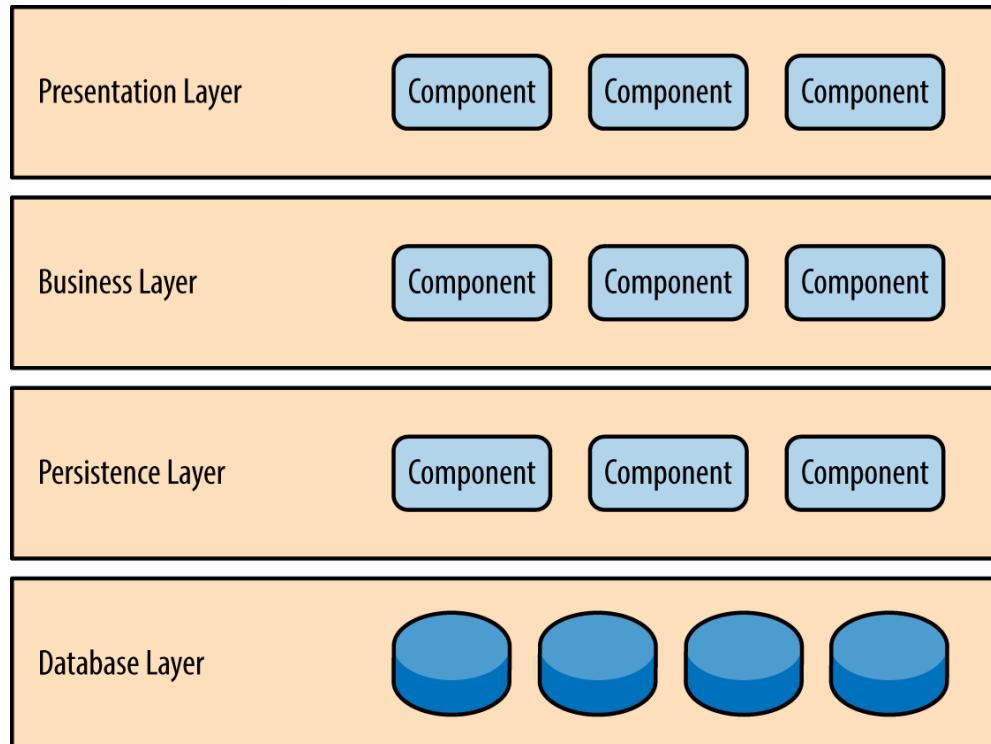 Presentation Layer Component Component Component
Business Layer Component Component Component
Persistence Layer Component Component Component
Database Layer